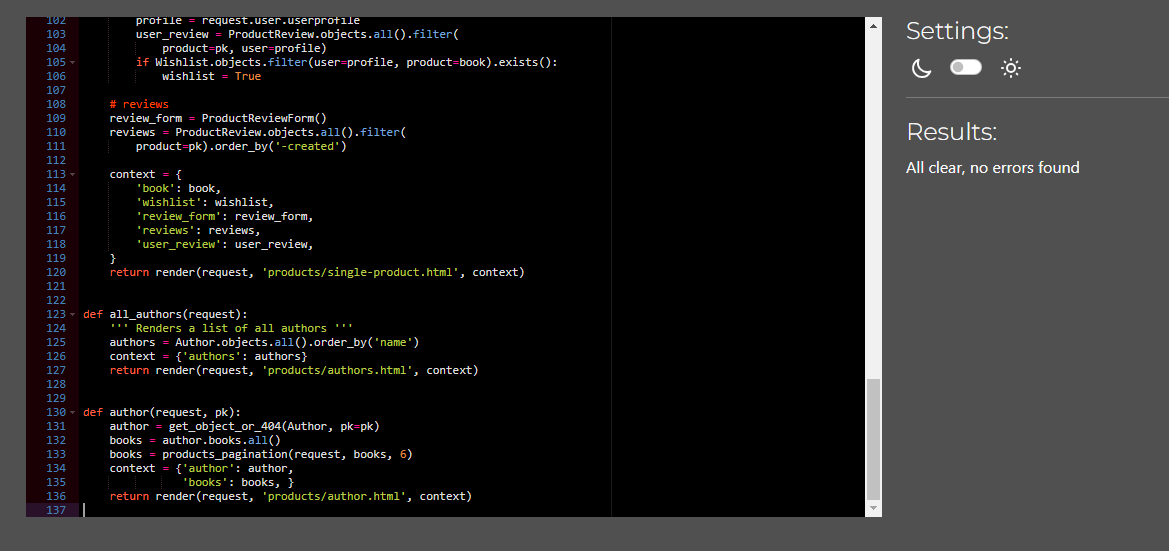 102 profile = request.user.userprofile
103 user_review = ProductReview.objects.all().filter(
104 product=pk, user=profile)
105 if Wishlist.objects.filter(user=profile, product=book).exists():
106 wishlist = True
107
108 # reviews
109 review_form = ProductReviewForm()
110 reviews = ProductReview.objects.all().filter(
111 product=pk).order_by('-created')
112
113 context = {
114 'book': book,
115 'wishlist': wishlist,
116 'review_form': review_form,
117 'reviews': reviews,
118 'user_review': user_review,
119 }
120 return render(request, 'products/single-product.html', context)
121
122
123 def all_authors(request):
124 ''' Renders a list of all authors '''
125 authors = Author.objects.all().order_by('name')
126 context = {'authors': authors}
127 return render(request, 'products/authors.html', context)
128
129
130 def author(request, pk):
131 author = get_object_or_404(Author, pk=pk)
132 books = author.books.all()
133 books = products_pagination(request, books, 6)
134 context = {'author': author,
135 'books': books, }
136 return render(request, 'products/author.html', context)
137
Settings:
Results:
All clear, no errors found